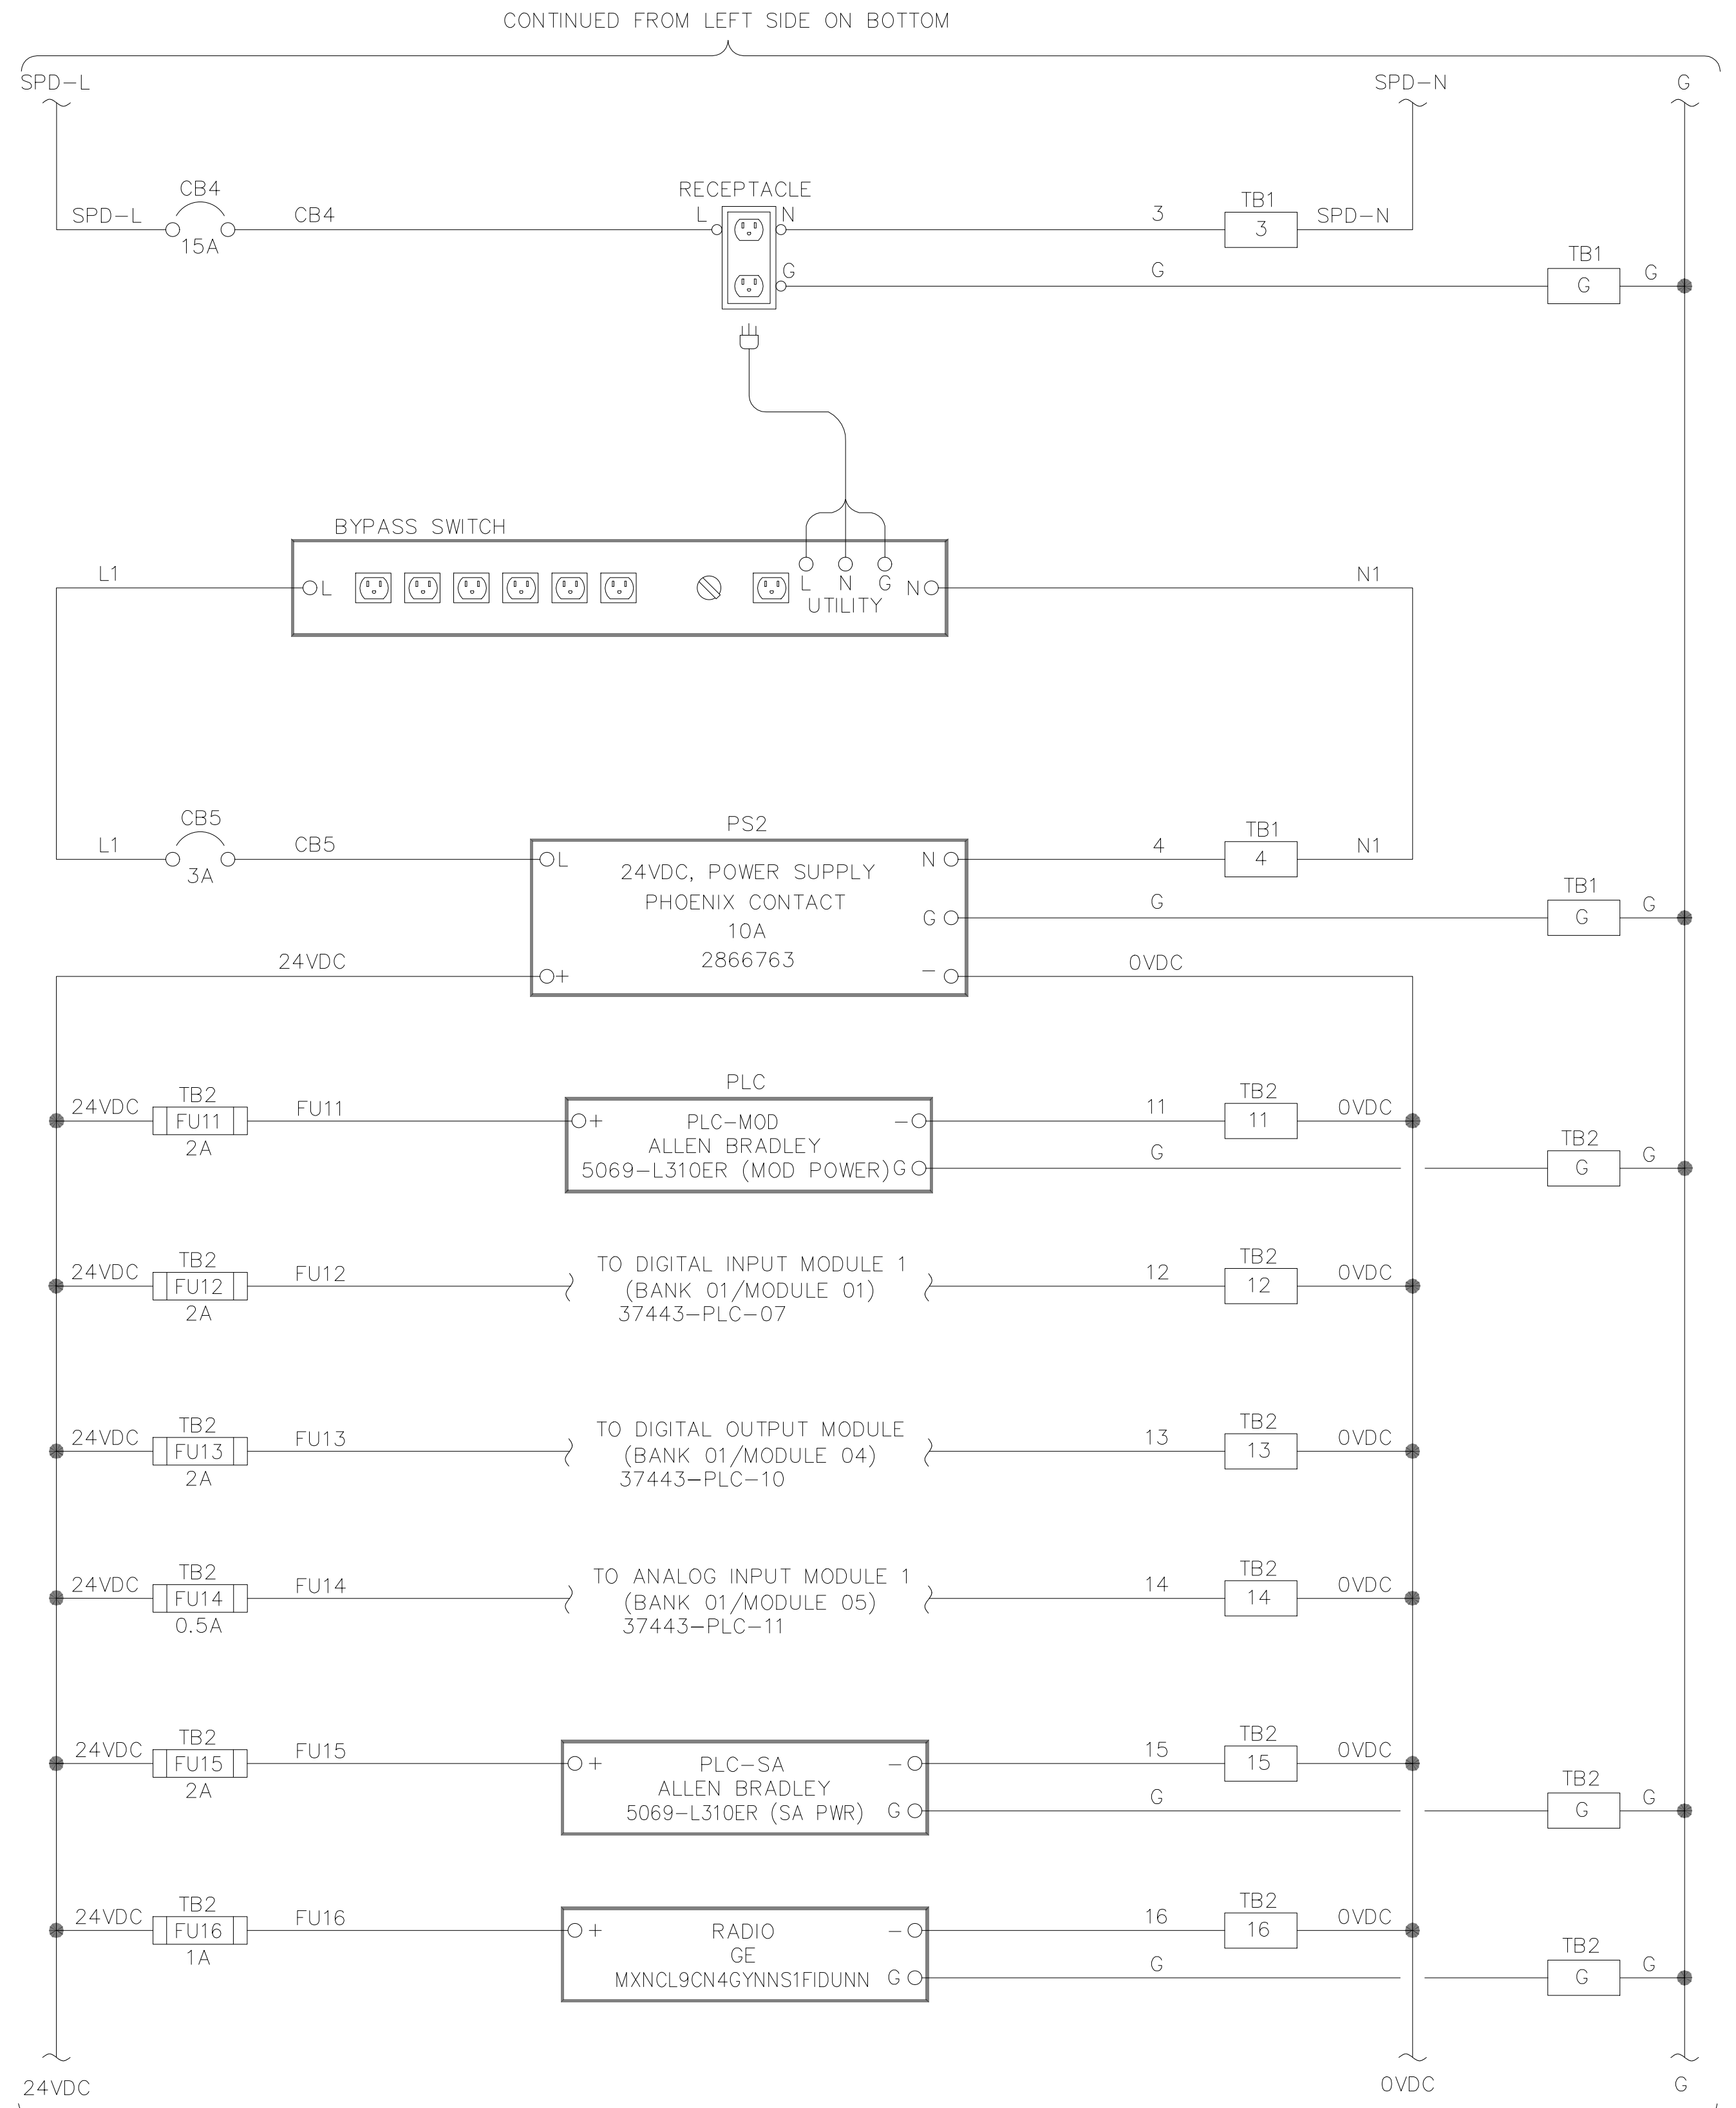 CONTINUED FROM LEFT SIDE ON BOTTOM
SPD-L
SPD-N
G
CB4
RECEPTACLE
TB1
SPD-L
CB4
L
N
3
3
SPD-N
15A
TB1
G
G
G
G
BYPASS SWITCH
L1
L
L
N
G
N
N1
UTILITY
CB5
PS2
TB1
L1
CB5
L
24VDC, POWER SUPPLY
N
4
4
N1
3A
PHOENIX CONTACT
TB1
G
G
G
G
10A
2866763
24VDC
+
-
0VDC
PLC
TB2
TB2
24VDC
FU11
FU11
+
PLC-MOD
-
11
11
0VDC
2A
ALLEN BRADLEY
TB2
5069-L310ER (MOD POWER)
G
G
G
G
TB2
TB2
24VDC
FU12
FU12
TO DIGITAL INPUT MODULE 1
12
12
0VDC
2A
(BANK 01/MODULE 01)
37443-PLC-07
TB2
TB2
24VDC
FU13
FU13
TO DIGITAL OUTPUT MODULE
13
13
0VDC
2A
(BANK 01/MODULE 04)
37443-PLC-10
TB2
TB2
24VDC
FU14
FU14
TO ANALOG INPUT MODULE 1
14
14
0VDC
0.5A
(BANK 01/MODULE 05)
37443-PLC-11
TB2
TB2
24VDC
FU15
FU15
+
PLC-SA
-
15
15
0VDC
2A
ALLEN BRADLEY
TB2
5069-L310ER (SA PWR)
G
G
G
G
TB2
TB2
24VDC
FU16
FU16
+
RADIO
-
16
16
0VDC
1A
GE
TB2
MXNCL9CN4GYNNS1FIDUNN
G
G
G
G
24VDC
0VDC
G